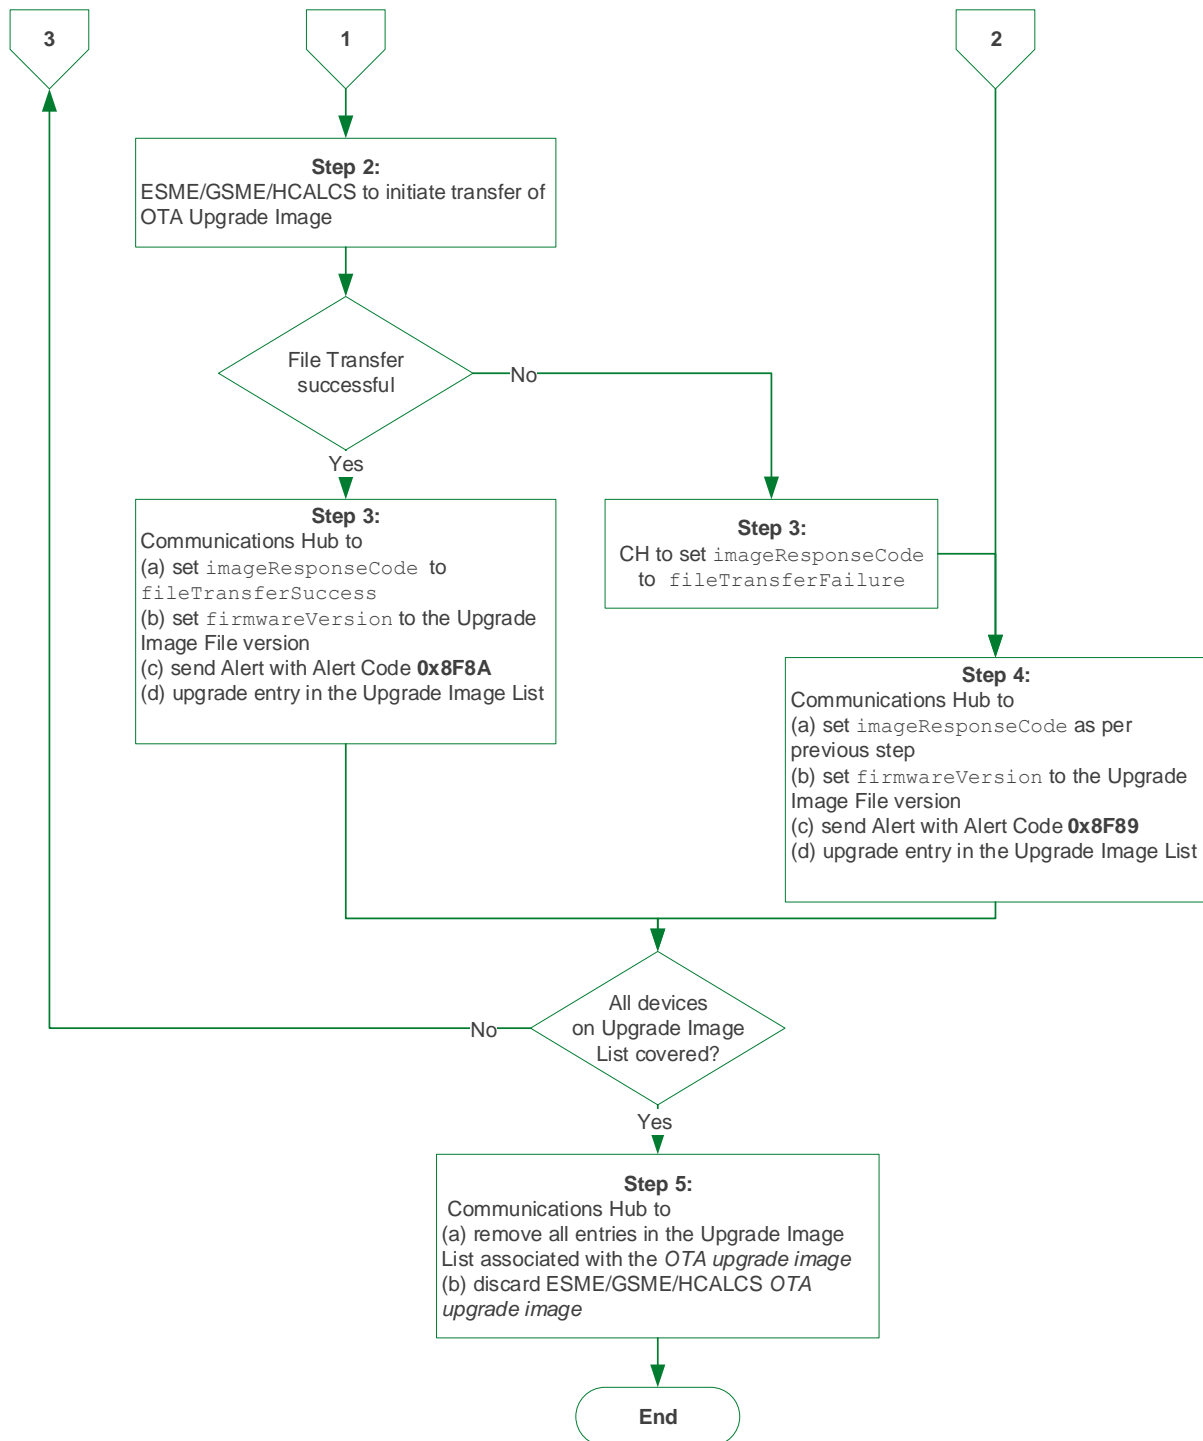 3
1
2
Step 2:
ESME/GSME/HCALCS to initiate transfer of
OTA Upgrade Image
File Transfer
successful
No
Yes
Step 3:
Communications Hub to
(a) set imageResponseCode to
fileTransferSuccess
(b) set firmwareVersion to the Upgrade
Image File version
(c) send Alert with Alert Code 0x8F8A
(d) upgrade entry in the Upgrade Image List
Step 3:
CH to set imageResponseCode
to fileTransferFailure
Step 4:
Communications Hub to
(a) set imageResponseCode as per
previous step
(b) set firmwareVersion to the Upgrade
Image File version
(c) send Alert with Alert Code 0x8F89
(d) upgrade entry in the Upgrade Image List
All devices
on Upgrade Image
List covered?
No
Yes
Step 5:
Communications Hub to
(a) remove all entries in the Upgrade Image
List associated with the OTA upgrade image
(b) discard ESME/GSME/HCALCS OTA
upgrade image
End